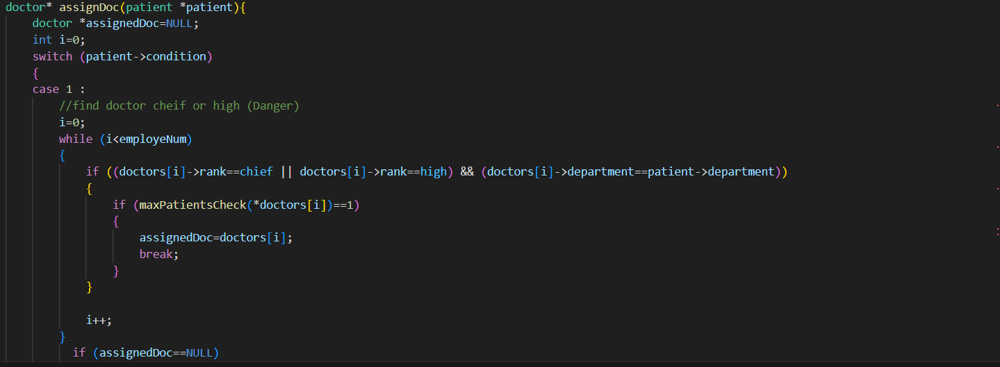 doctor* assignDoc(patient *patient){
doctor *assignedDoc=NULL;
int i=0;
switch (patient->condition)
{
case 1 :
//find doctor cheif or high (Danger)
i=0;
while (i<employeNum)
{
if ((doctors[i]->rank==chief || doctors[i]->rank==high) && (doctors[i]->department==patient->department))
{
if (maxPatientsCheck(*doctors[i])==1)
{
assignedDoc=doctors[i];
break;
}
}
i++;
}
if (assignedDoc==NULL)